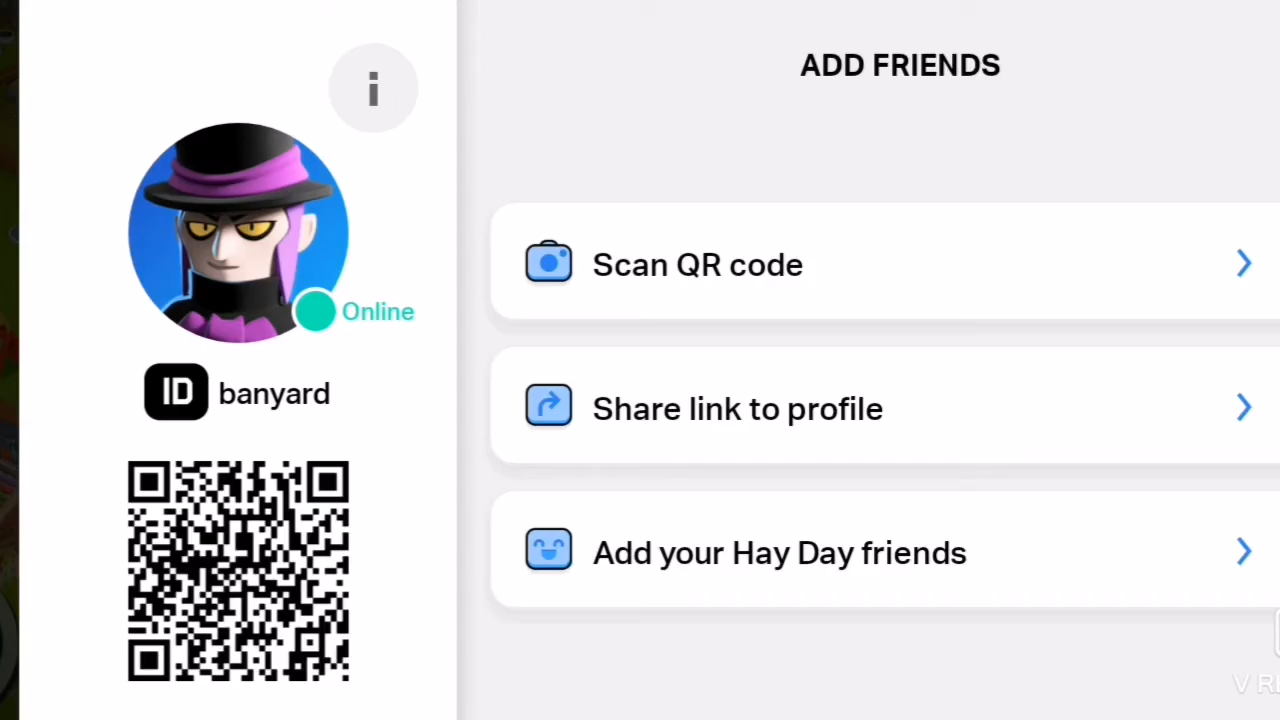 i
Online
ID banyard
ADD FRIENDS
Scan QR code
Share link to profile
Add your Hay Day friends